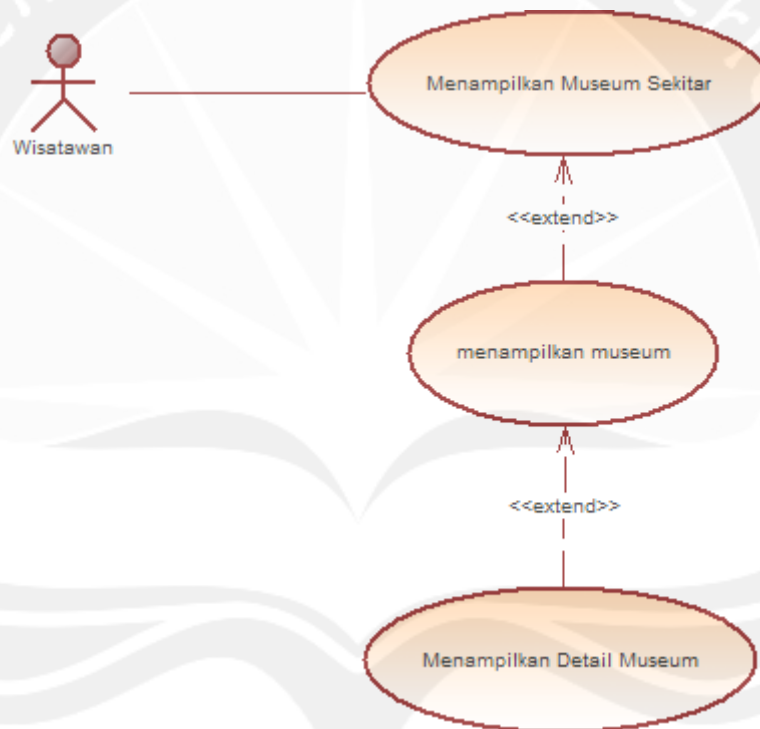 Menampilkan Museum Sekitar
Wisatawan
<<extend>>
menampilkan museum
<<extend>>
Menampilkan Detail Museum